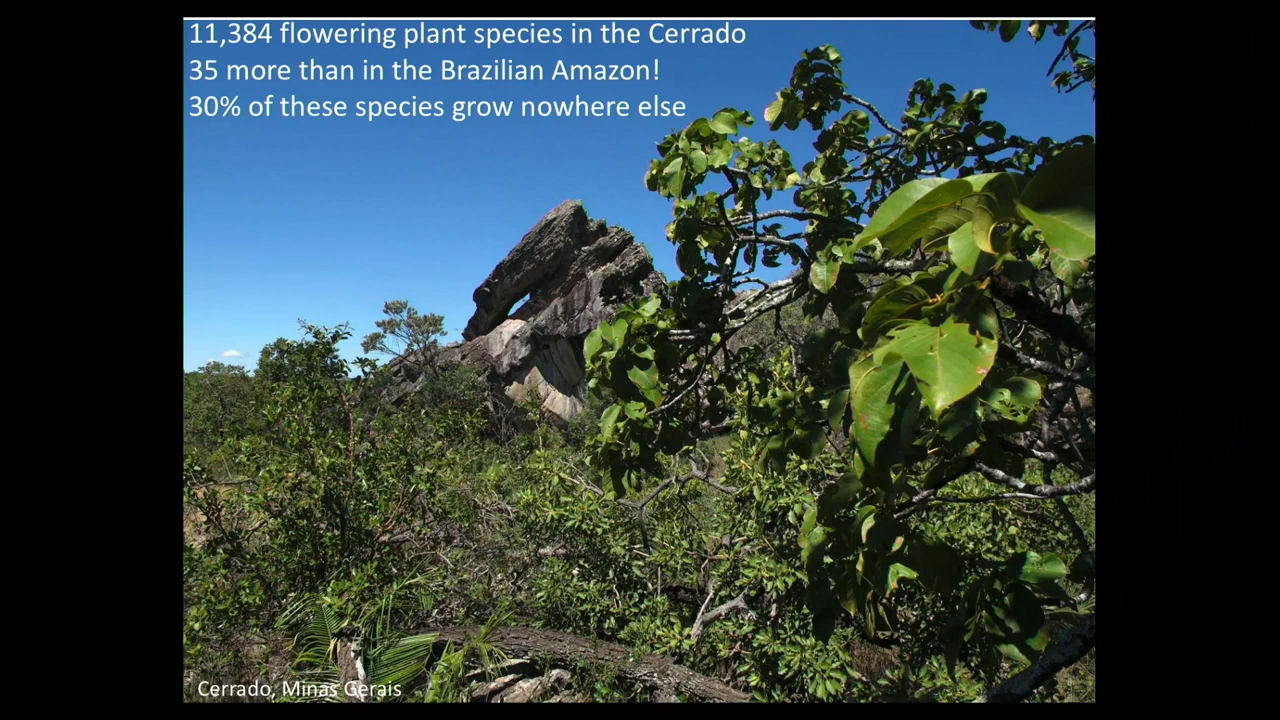 11,384 flowering plant species in the Cerrado
35 more than in the Brazilian Amazon!
30% of these species grow nowhere else
Cerrado, Minas Gerais